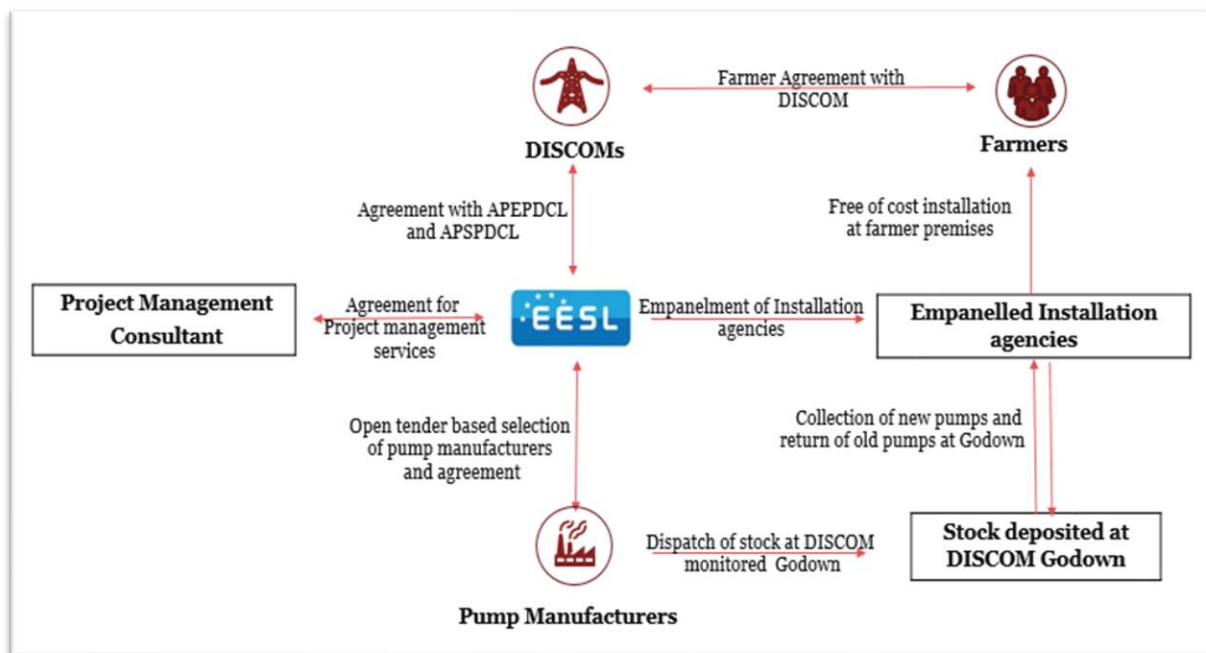 Farmer Agreement with
DISCOM
DISCOMs
Farmers
Agreement with APEPDCL
and APSPDCL
Free of cost installation
at farmer premises
Project Management
Consultant
Agreement for
Project management
services
EESL
Empanelment of Installation
agencies
Empanelled Installation
agencies
Open tender based selection
of pump manufacturers
and agreement
Collection of new pumps and
return of old pumps at Godown
Dispatch of stock at DISCOM
monitored Godown
Stock deposited at
DISCOM Godown
Pump Manufacturers